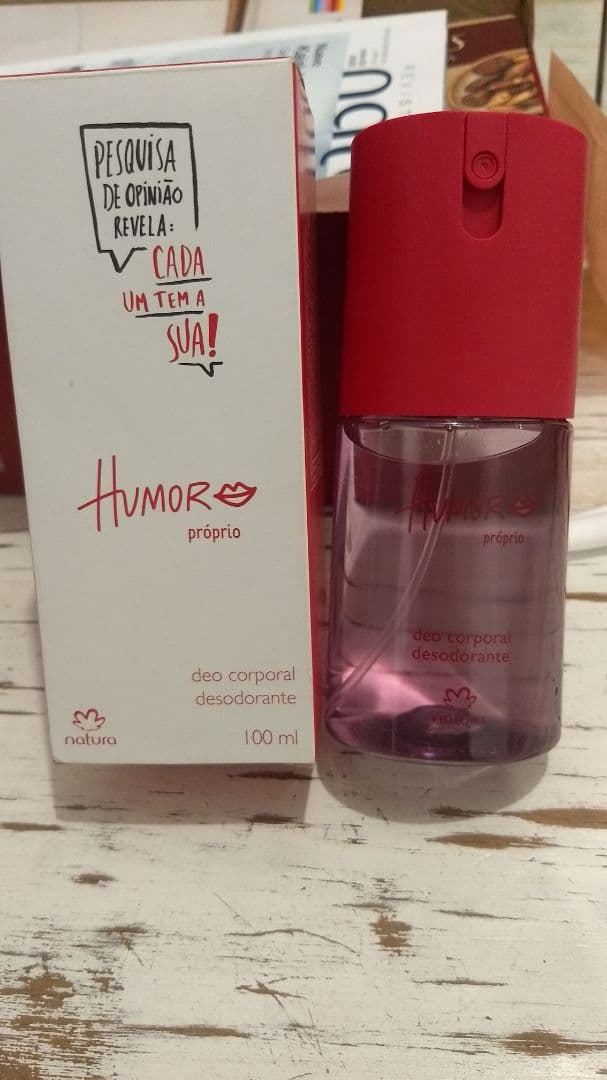 PESQUISA
DE OPINIÃO
REVELA:
CADA
UM TEM A
SUA!
HUMOR
próprio
deo corporal
desodorante
natura
100 ml
HUMOR
próprio
deo corporal
desodorante
natura